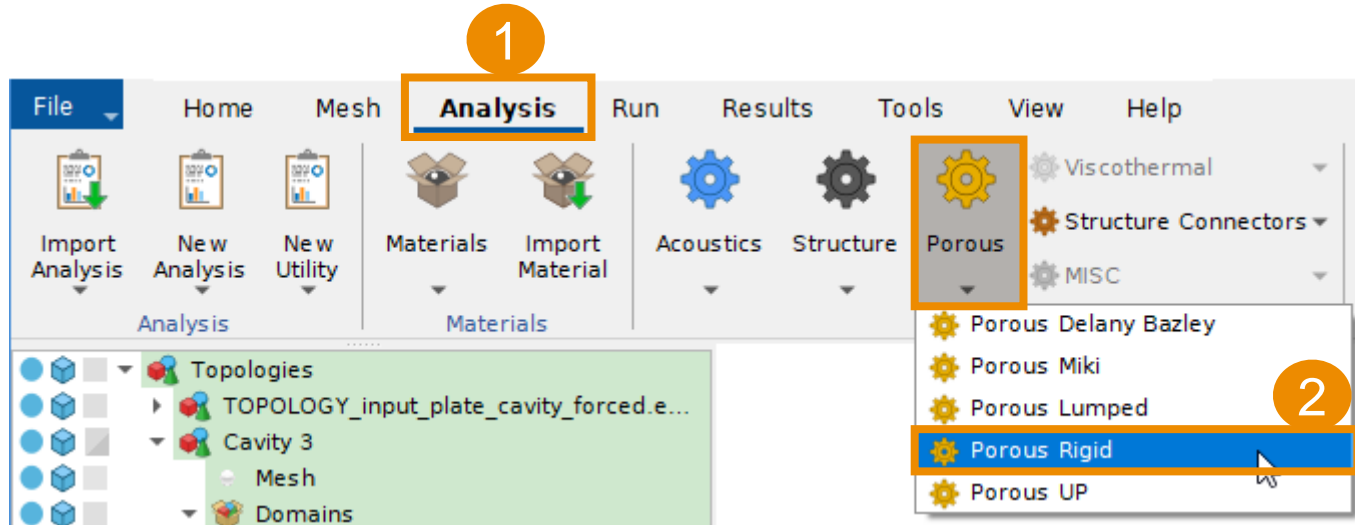 1
File Home Mesh Analysis Run Results Tools View Help
Import Analysis
New Analysis
New Utility
Materials
Import Material
Acoustics
Structure
Porous
Viscothermal
Structure Connectors
MISC
Analysis
Materials
Porous Delany Bazley
Porous Miki
Porous Lumped
2
Porous Rigid
Porous UP
Topologies
TOPOLOGY_input_plate_cavity_forced.e...
Cavity 3
Mesh
Domains